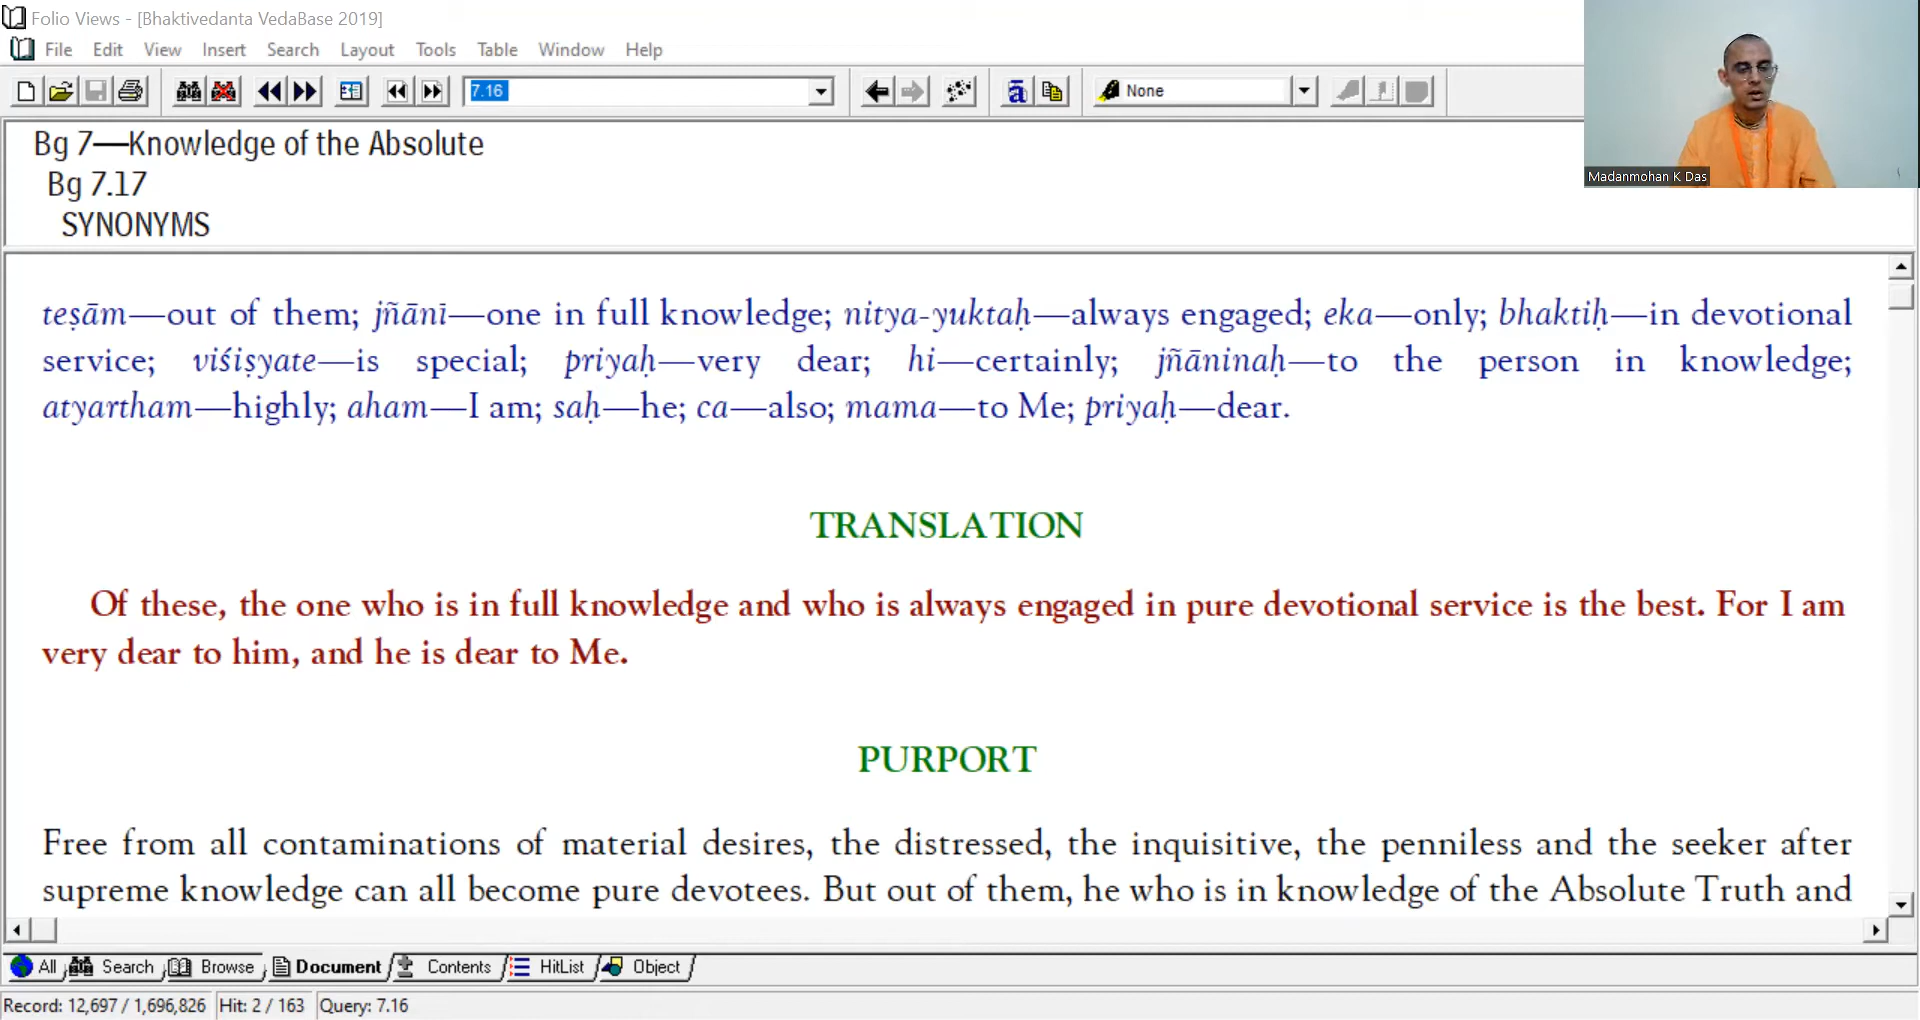 Folio Views - [Bhaktivedanta VedaBase 2019]
File Edit View Insert Search Layout Tools Table Window Help
7.16
None
Bg 7—Knowledge of the Absolute
Bg 7.17
SYNONYMS
Madanmohan K Das
teṣām—out of them; jñānī—one in full knowledge; nitya-yuktaḥ—always engaged; eka—only; bhaktiḥ—in devotional
service; viśiṣyate—is special; priyaḥ—very dear; hi—certainly; jñāninaḥ—to the person in knowledge;
atyartham—highly; aham—I am; saḥ—he; ca—also; mama—to Me; priyaḥ—dear.
TRANSLATION
Of these, the one who is in full knowledge and who is always engaged in pure devotional service is the best. For I am
very dear to him, and he is dear to Me.
PURPORT
Free from all contaminations of material desires, the distressed, the inquisitive, the penniless and the seeker after
supreme knowledge can all become pure devotees. But out of them, he who is in knowledge of the Absolute Truth and
All Search Browse Document Contents HitList Object
Record: 12,697 / 1,696,826 Hit: 2 / 163 Query: 7.16